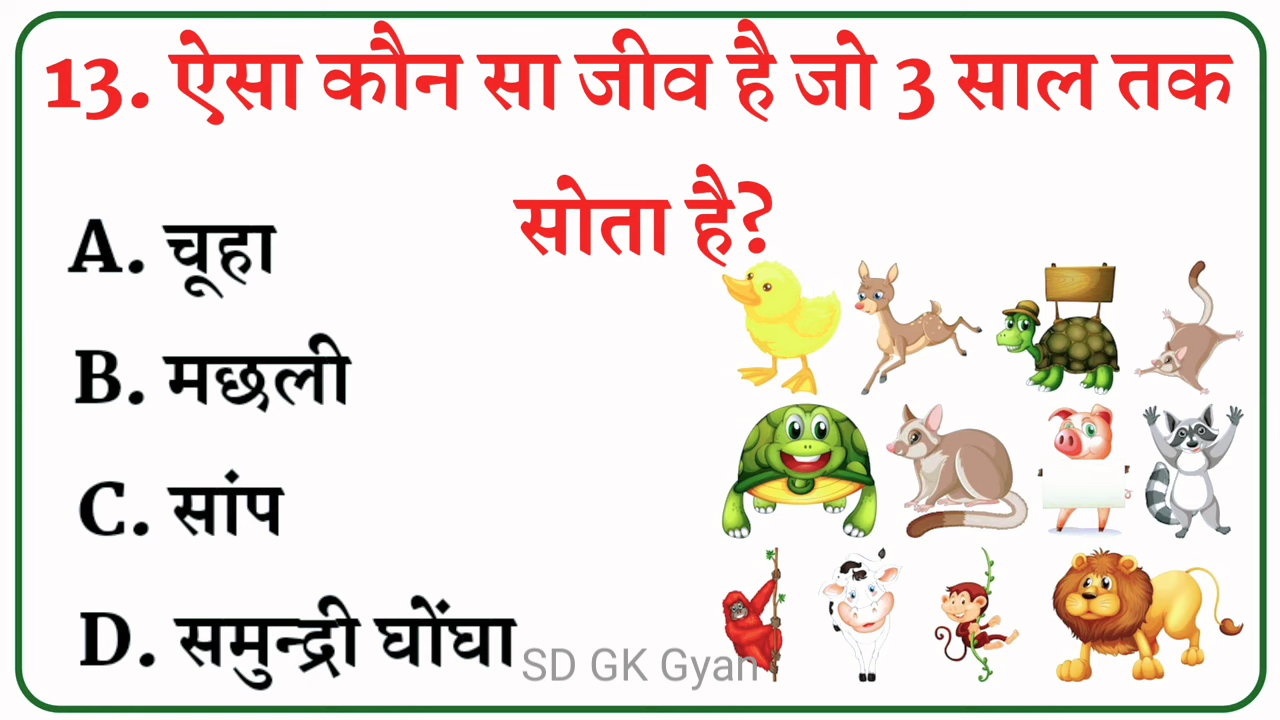 13. ऐसा कौन सा जीव है जो 3 साल तक
सोता है?
A. चूहा
B. मछली
C. सांप
D. समुन्द्री घोंघा
SD GK Gyan